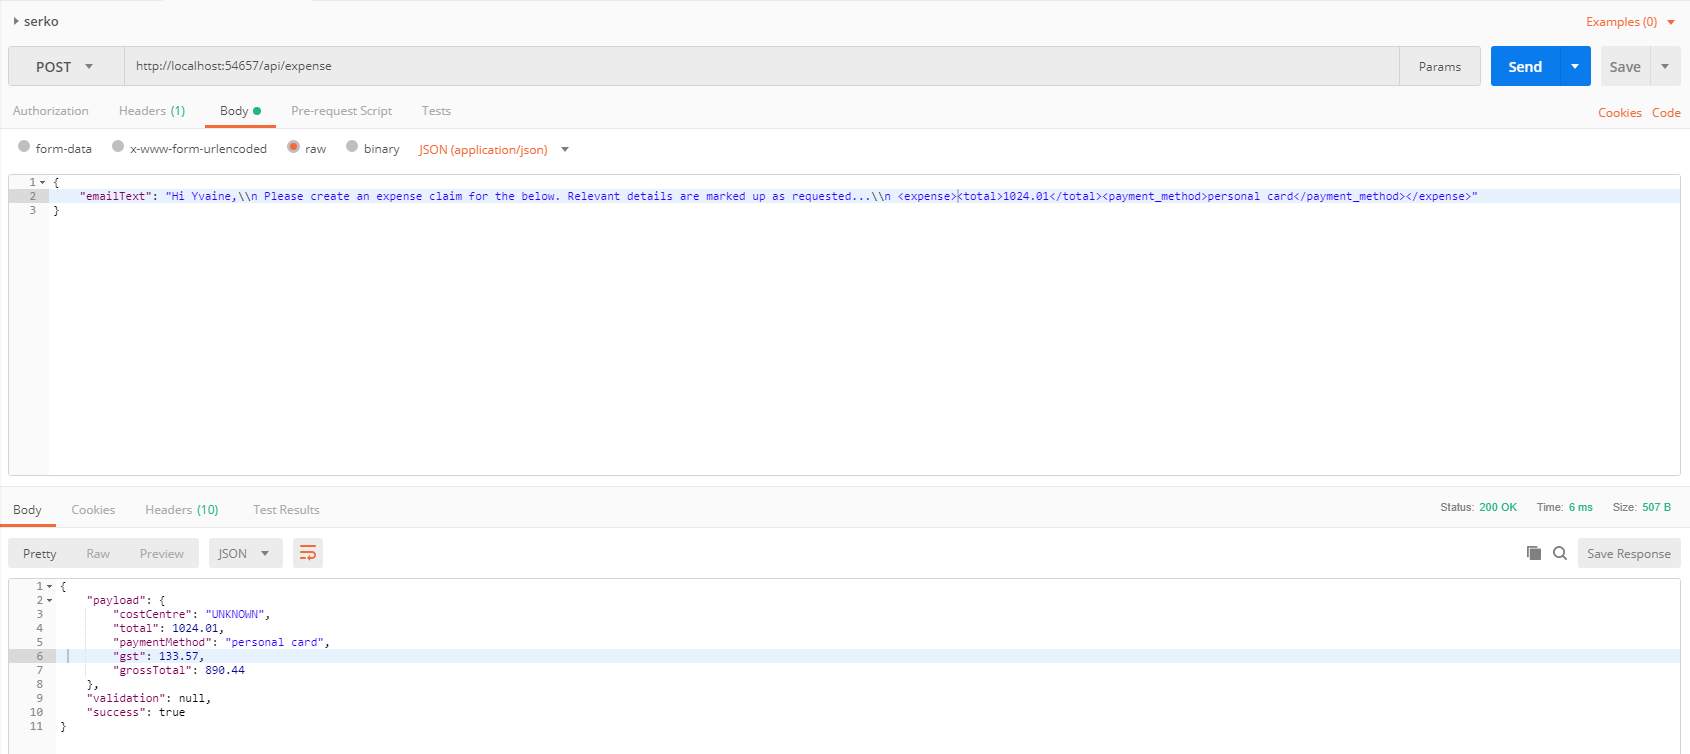 serko
Examples (0)
POST
http://localhost:54657/api/expense
Params
Send
Save
Authorization
Headers (1)
Body
Pre-request Script
Tests
Cookies
Code
form-data
x-www-form-urlencoded
raw
binary
JSON (application/json)
1 {
2 "emailText": "Hi Yvaine,\\n Please create an expense claim for the below. Relevant details are marked up as requested...\\n <expense><total>1024.01</total><payment_method>personal card</payment_method></expense>"
3 }
Body
Cookies
Headers (10)
Test Results
Status: 200 OK
Time: 6 ms
Size: 507 B
Pretty
Raw
Preview
JSON
Save Response
1 {
2 "payload": {
3 "costCentre": "UNKNOWN",
4 "total": 1024.01,
5 "paymentMethod": "personal card",
6 "gst": 133.57,
7 "grossTotal": 890.44
8 },
9 "validation": null,
10 "success": true
11 }